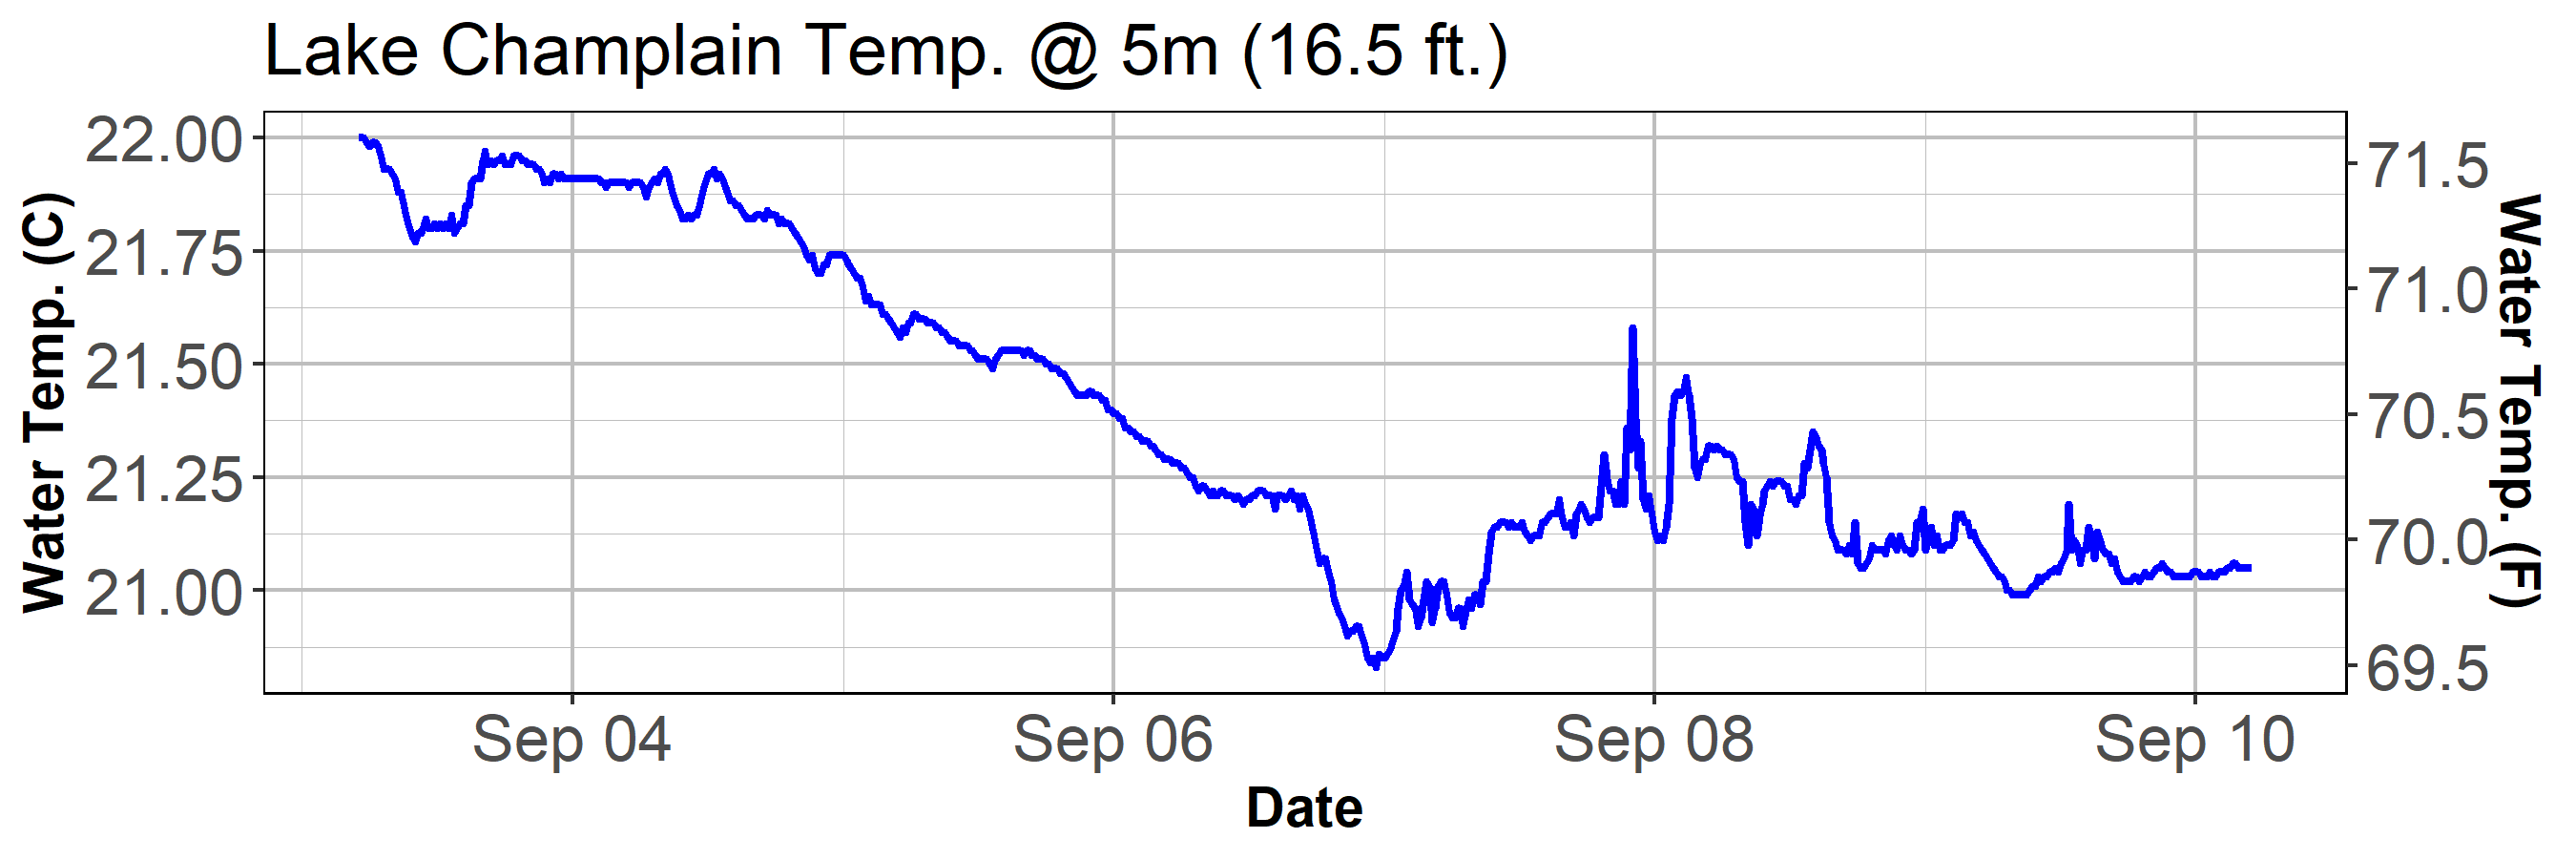 Lake Champlain Temp. @ 5m (16.5 ft.)
Water Temp. (C)
22.00
21.75
21.50
21.25
21.00
71.5
71.0
70.5
70.0
69.5
Water Temp. (F)
Sep 04 Sep 06 Sep 08 Sep 10
Date